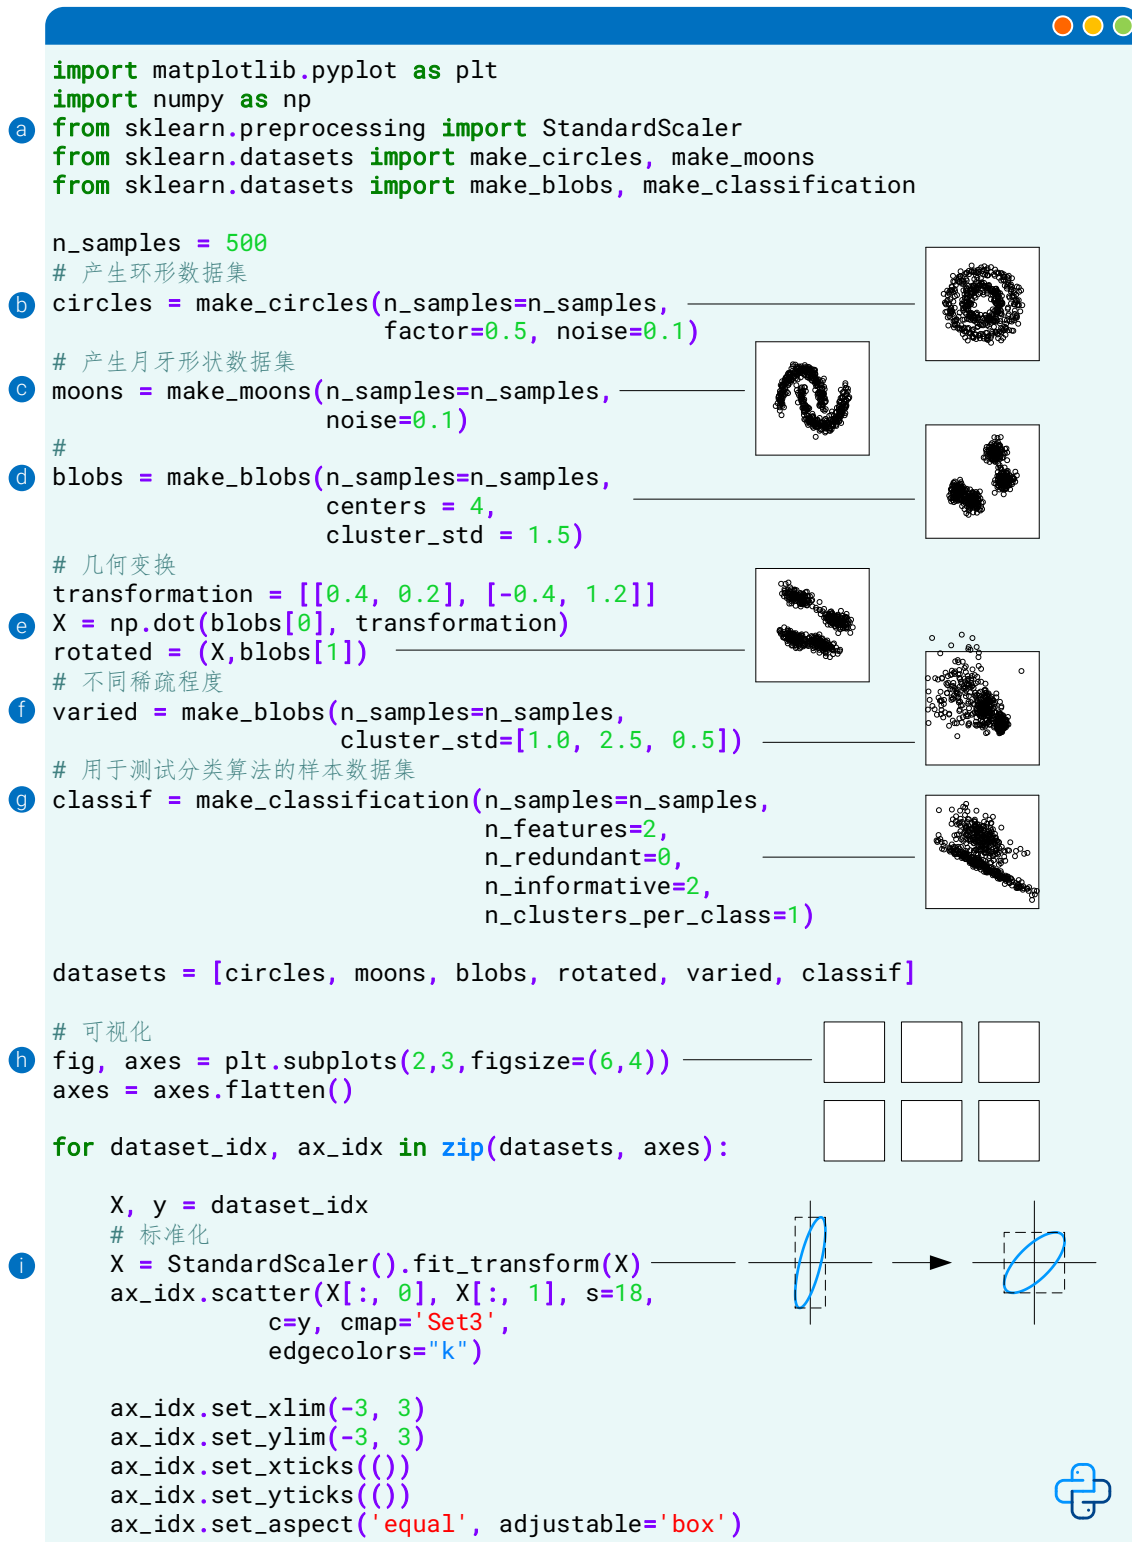 import matplotlib.pyplot as plt
import numpy as np
a from sklearn.preprocessing import StandardScaler
from sklearn.datasets import make_circles, make_moons
from sklearn.datasets import make_blobs, make_classification
n_samples = 500
# 产生环形数据集
b circles = make_circles(n_samples=n_samples,
factor=0.5, noise=0.1)
# 产生月牙形状数据集
c moons = make_moons(n_samples=n_samples,
noise=0.1)
#
d blobs = make_blobs(n_samples=n_samples,
centers = 4,
cluster_std = 1.5)
# 几何变换
transformation = [[0.4, 0.2], [-0.4, 1.2]]
e X = np.dot(blobs[0], transformation)
rotated = (X,blobs[1])
# 不同稀疏程度
f varied = make_blobs(n_samples=n_samples,
cluster_std=[1.0, 2.5, 0.5])
# 用于测试分类算法的样本数据集
g classif = make_classification(n_samples=n_samples,
n_features=2,
n_redundant=0,
n_informative=2,
n_clusters_per_class=1)
datasets = [circles, moons, blobs, rotated, varied, classif]
# 可视化
h fig, axes = plt.subplots(2,3,figsize=(6,4))
axes = axes.flatten()
for dataset_idx, ax_idx in zip(datasets, axes):
X, y = dataset_idx
# 标准化
i X = StandardScaler().fit_transform(X)
ax_idx.scatter(X[:, 0], X[:, 1], s=18,
c=y, cmap='Set3',
edgecolors="k")
ax_idx.set_xlim(-3, 3)
ax_idx.set_ylim(-3, 3)
ax_idx.set_xticks(())
ax_idx.set_yticks(())
ax_idx.set_aspect('equal', adjustable='box')